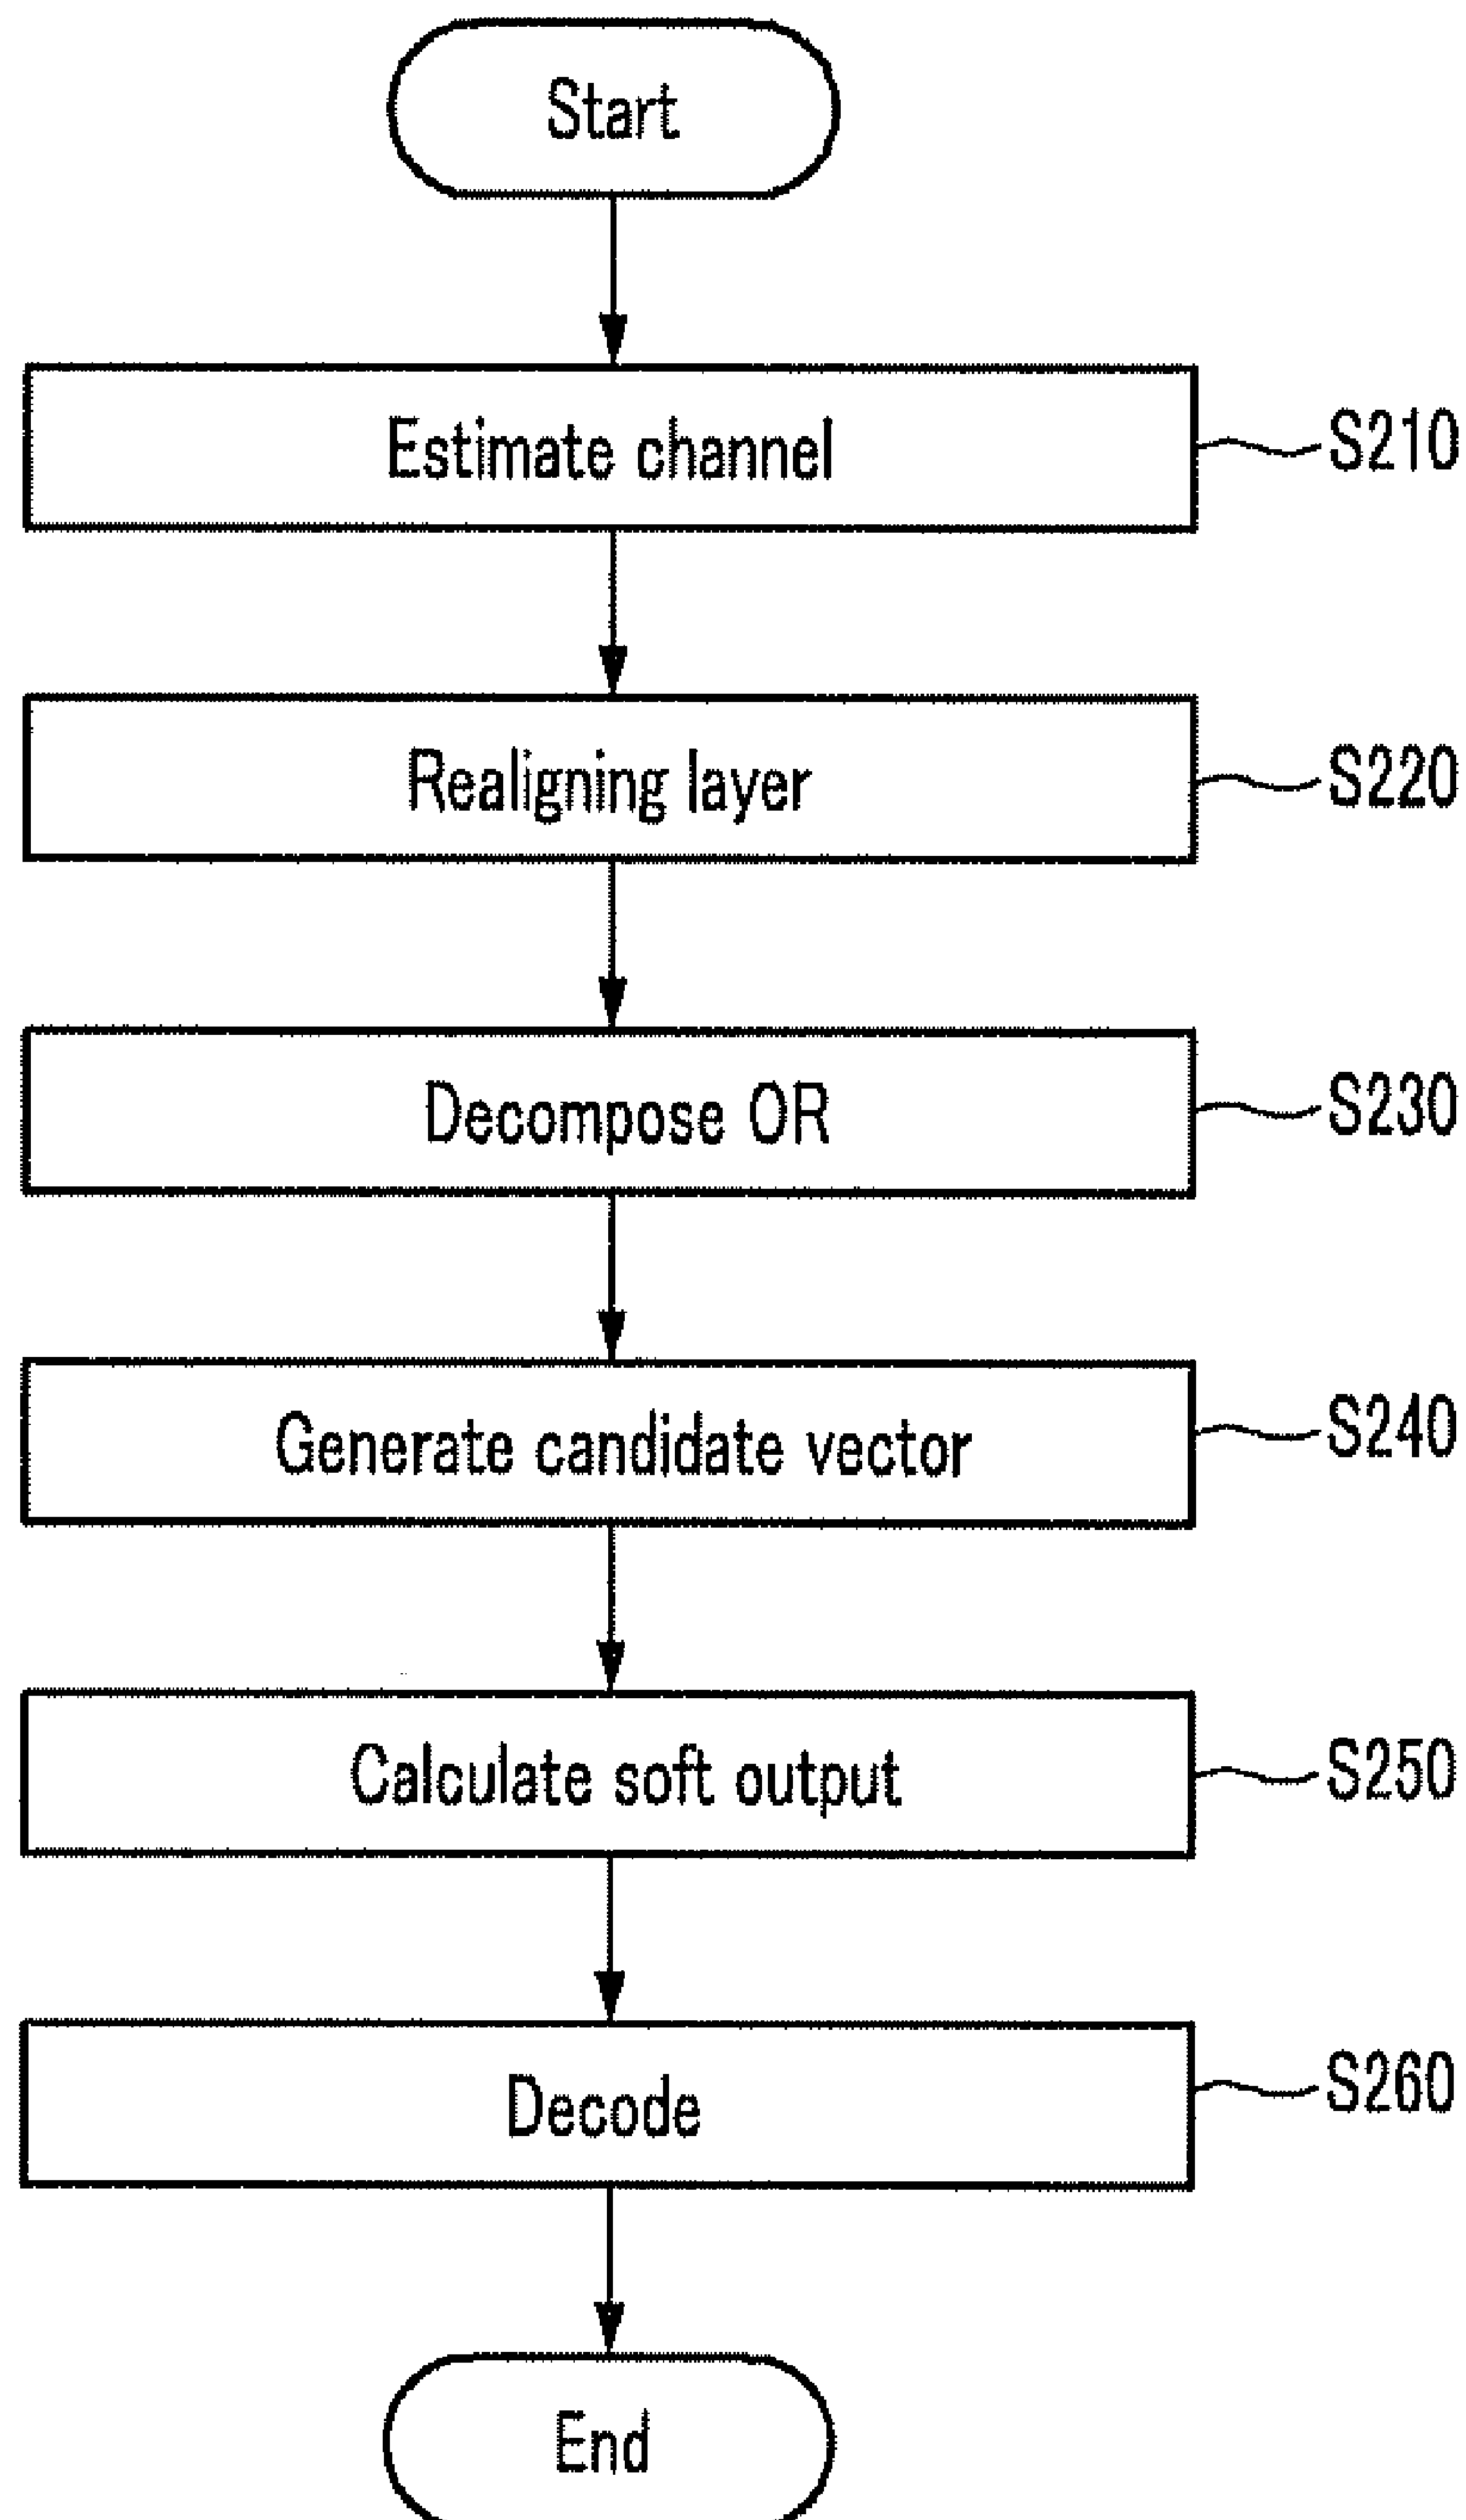 Start
Estimate channel
S210
Realigning layer
S220
Decompose OR
S230
Generate candidate vector
S240
Calculate soft output
S250
Decode
S260
End